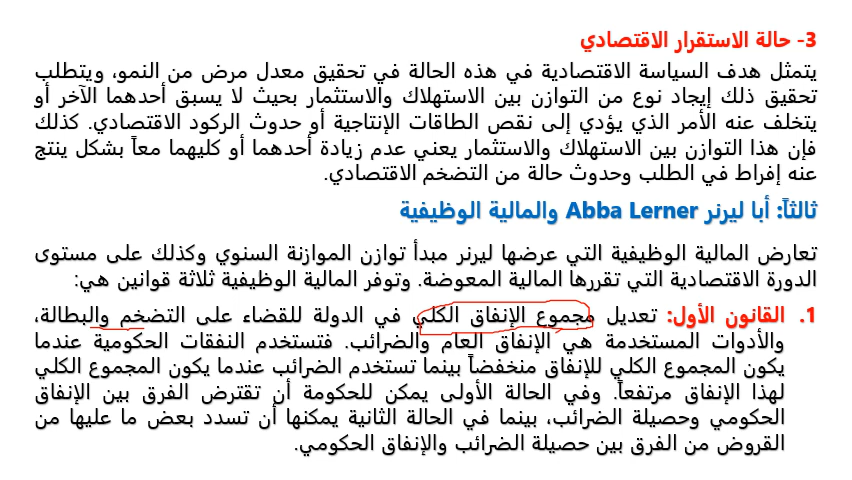 3- حالة الاستقرار الاقتصادي
يتمثل هدف السياسة الاقتصادية في هذه الحالة في تحقيق معدل مرض من النمو، ويتطلب
تحقيق ذلك إيجاد نوع من التوازن بين الاستهلاك والاستثمار بحيث لا يسبق أحدهما الآخر أو
يتخلف عنه الأمر الذي يؤدي إلى نقص الطاقات الإنتاجية أو حدوث الركود الاقتصادي. كذلك
فإن هذا التوازن بين الاستهلاك والاستثمار يعني عدم زيادة أحدهما أو كليهما معاً بشكل ينتج
عنه إفراط في الطلب وحدوث حالة من التضخم الاقتصادي.
ثالثاً: أبا ليرنر Abba Lerner والمالية الوظيفية
تعارض المالية الوظيفية التي عرضها ليرنر مبدأ توازن الموازنة السنوي وكذلك على مستوى
الدورة الاقتصادية التي تقررها المالية المعوضة. وتوفر المالية الوظيفية ثلاثة قوانين هي:
1. القانون الأول: تعديل مجموع الإنفاق الكلي في الدولة للقضاء على التضخم والبطالة،
والأدوات المستخدمة هي الإنفاق العام والضرائب. فتستخدم النفقات الحكومية عندما
يكون المجموع الكلي للإنفاق منخفضاً بينما تستخدم الضرائب عندما يكون المجموع الكلي
لهذا الإنفاق مرتفعاً. وفي الحالة الأولى يمكن للحكومة أن تقترض الفرق بين الإنفاق
الحكومي وحصيلة الضرائب، بينما في الحالة الثانية يمكنها أن تسدد بعض ما عليها من
القروض من الفرق بين حصيلة الضرائب والإنفاق الحكومي.